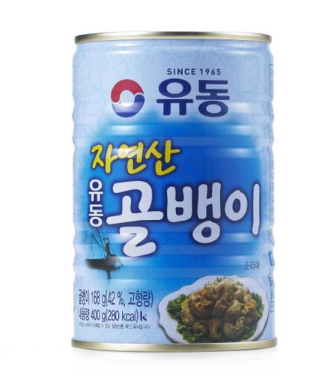 SINCE 1965
유동
자연산
유동
골뱅이
골뱅이 168 g(42 %, 고형량)
내용량 400 g(280 kcal)